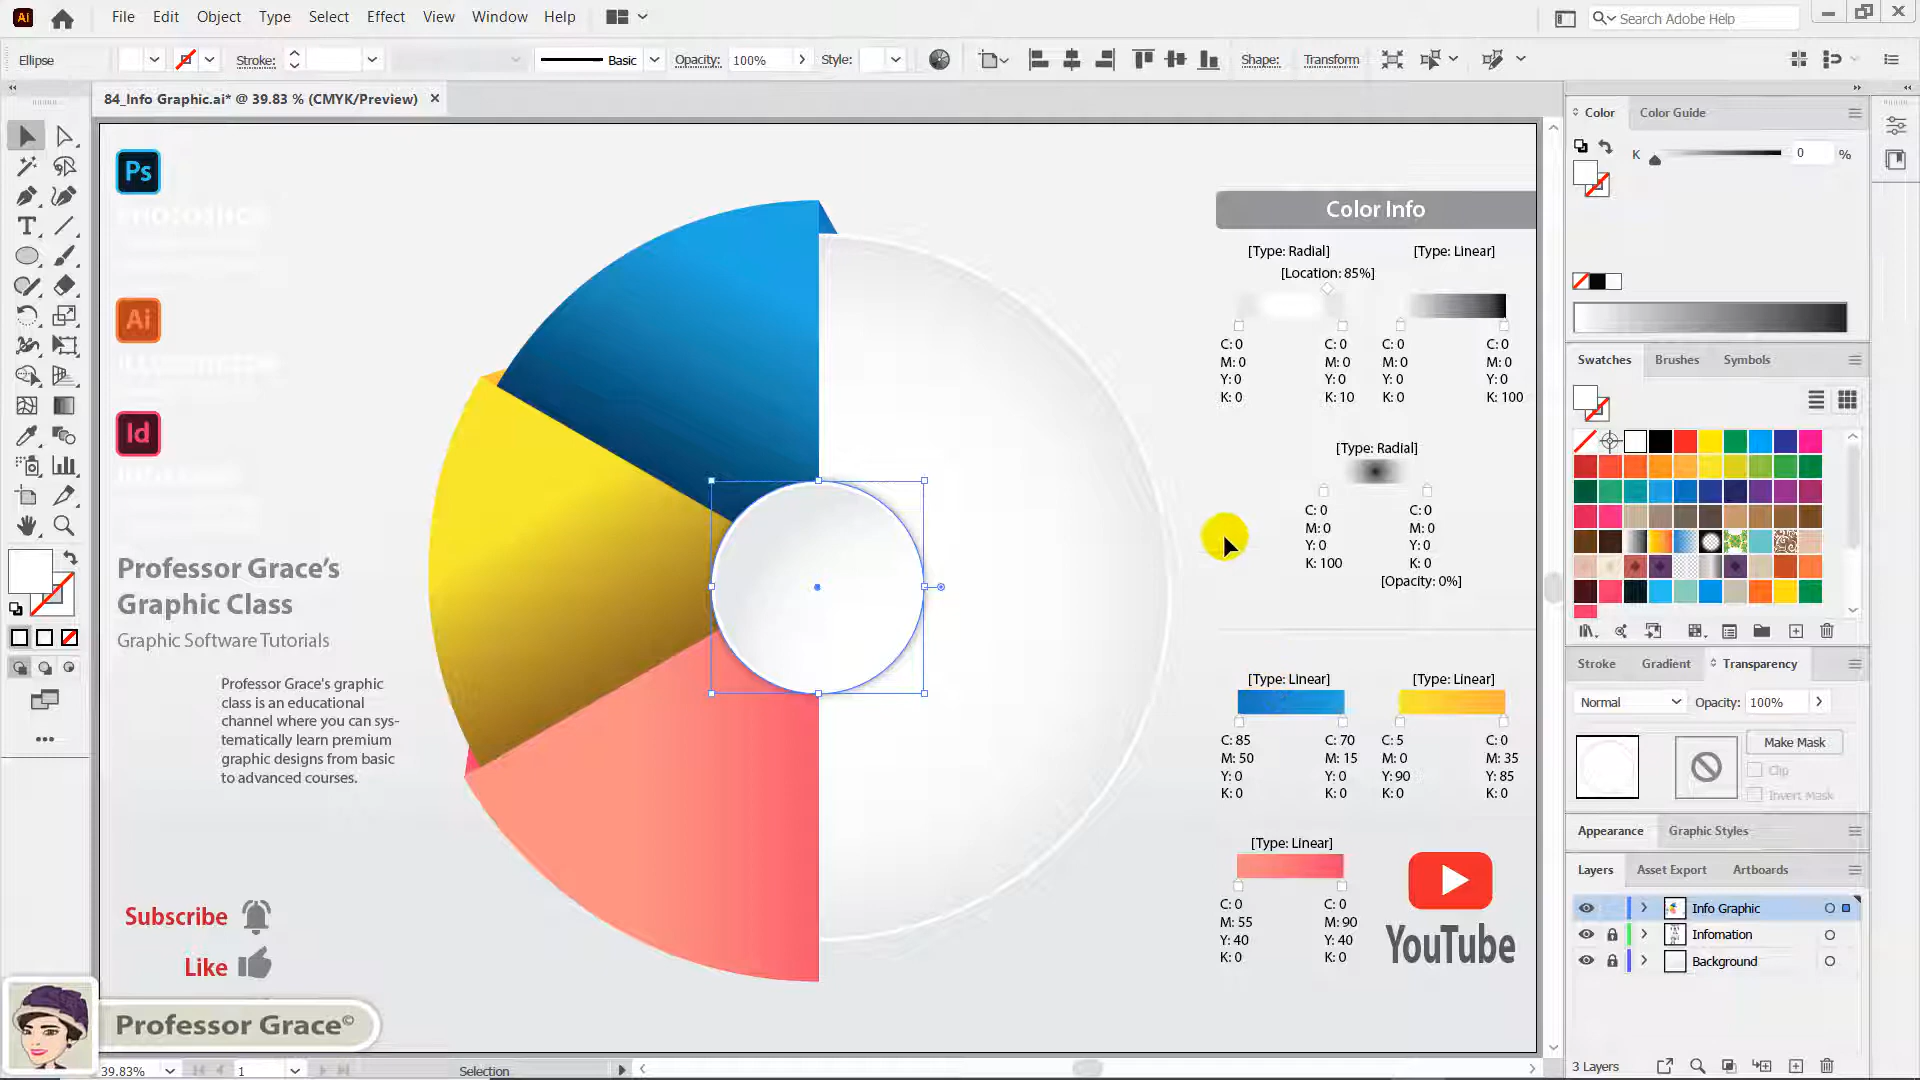 Ai File Edit Object Type Select Effect View Window Help Search Adobe Help
Ellipse Stroke: Basic Opacity: 100% Style: Shape: Transform
84_Info Graphic.ai* @ 39.83 % (CMYK/Preview)
Ps
Ai
Id
Professor Grace's
Graphic Class
Graphic Software Tutorials
Professor Grace's graphic
class is an educational
channel where you can sys-
tematically learn premium
graphic designs from basic
to advanced courses.
Subscribe
Like
Professor Grace©
Color Info
[Type: Radial] [Type: Linear]
[Location: 85%]
C: 0 C: 0 C: 0 C: 0
M: 0 M: 0 M: 0 M: 0
Y: 0 Y: 0 Y: 0 Y: 0
K: 0 K: 10 K: 0 K: 100
[Type: Radial]
C: 0 C: 0
M: 0 M: 0
Y: 0 Y: 0
K: 100 K: 0
[Opacity: 0%]
[Type: Linear] [Type: Linear]
C: 85 C: 70 C: 5 C: 0
M: 50 M: 15 M: 0 M: 35
Y: 0 Y: 0 Y: 90 Y: 85
K: 0 K: 0 K: 0 K: 0
[Type: Linear]
C: 0 C: 0
M: 55 M: 90
Y: 40 Y: 40
K: 0 K: 0
YouTube
Color Color Guide
K 0 %
Swatches Brushes Symbols
Stroke Gradient Transparency
Normal Opacity: 100%
Make Mask
Clip
Invert Mask
Appearance Graphic Styles
Layers Asset Export Artboards
Info Graphic
Infomation
Background
3 Layers
39.83% 1 Selection